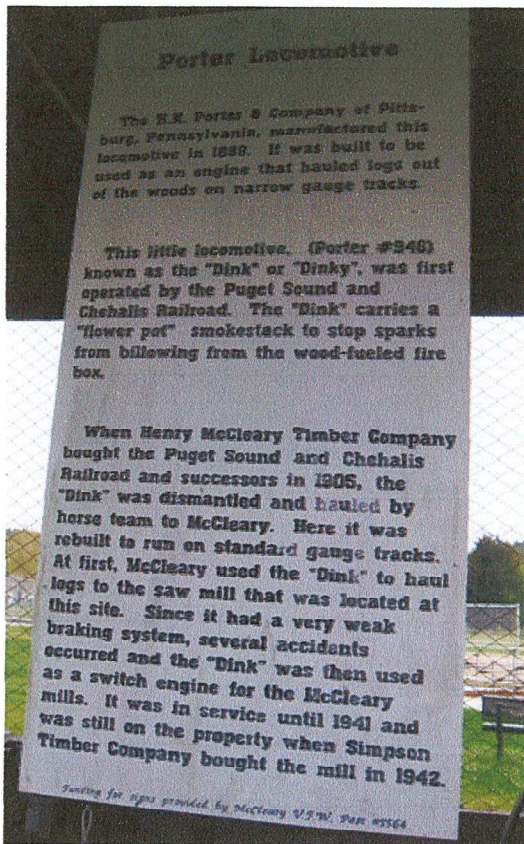 Porter Locomotive
The H.K. Porter & Company of Pitts-
burg, Pennsylvania, manufactured this
locomotive in 1888. It was built to be
used as an engine that hauled logs out
of the woods on narrow gauge tracks.
This little locomotive, (Porter #946)
known as the "Dink" or "Dinky", was first
operated by the Puget Sound and
Chehalis Railroad. The "Dink" carries a
"flower pot" smokestack to stop sparks
from billowing from the wood-fueled fire
box.
When Henry McCleary Timber Company
bought the Puget Sound and Chehalis
Railroad and successors in 1905, the
"Dink" was dismantled and hauled by
horse team to McCleary. Here it was
rebuilt to run on standard gauge tracks.
At first, McCleary used the "Dink" to haul
logs to the saw mill that was located at
this site. Since it had a very weak
braking system, several accidents
occurred and the "Dink" was then used
as a switch engine for the McCleary
mills. It was in service until 1941 and
was still on the property when Simpson
Timber Company bought the mill in 1942.
Funding for signs provided by McCleary V.F.W. Post #5564